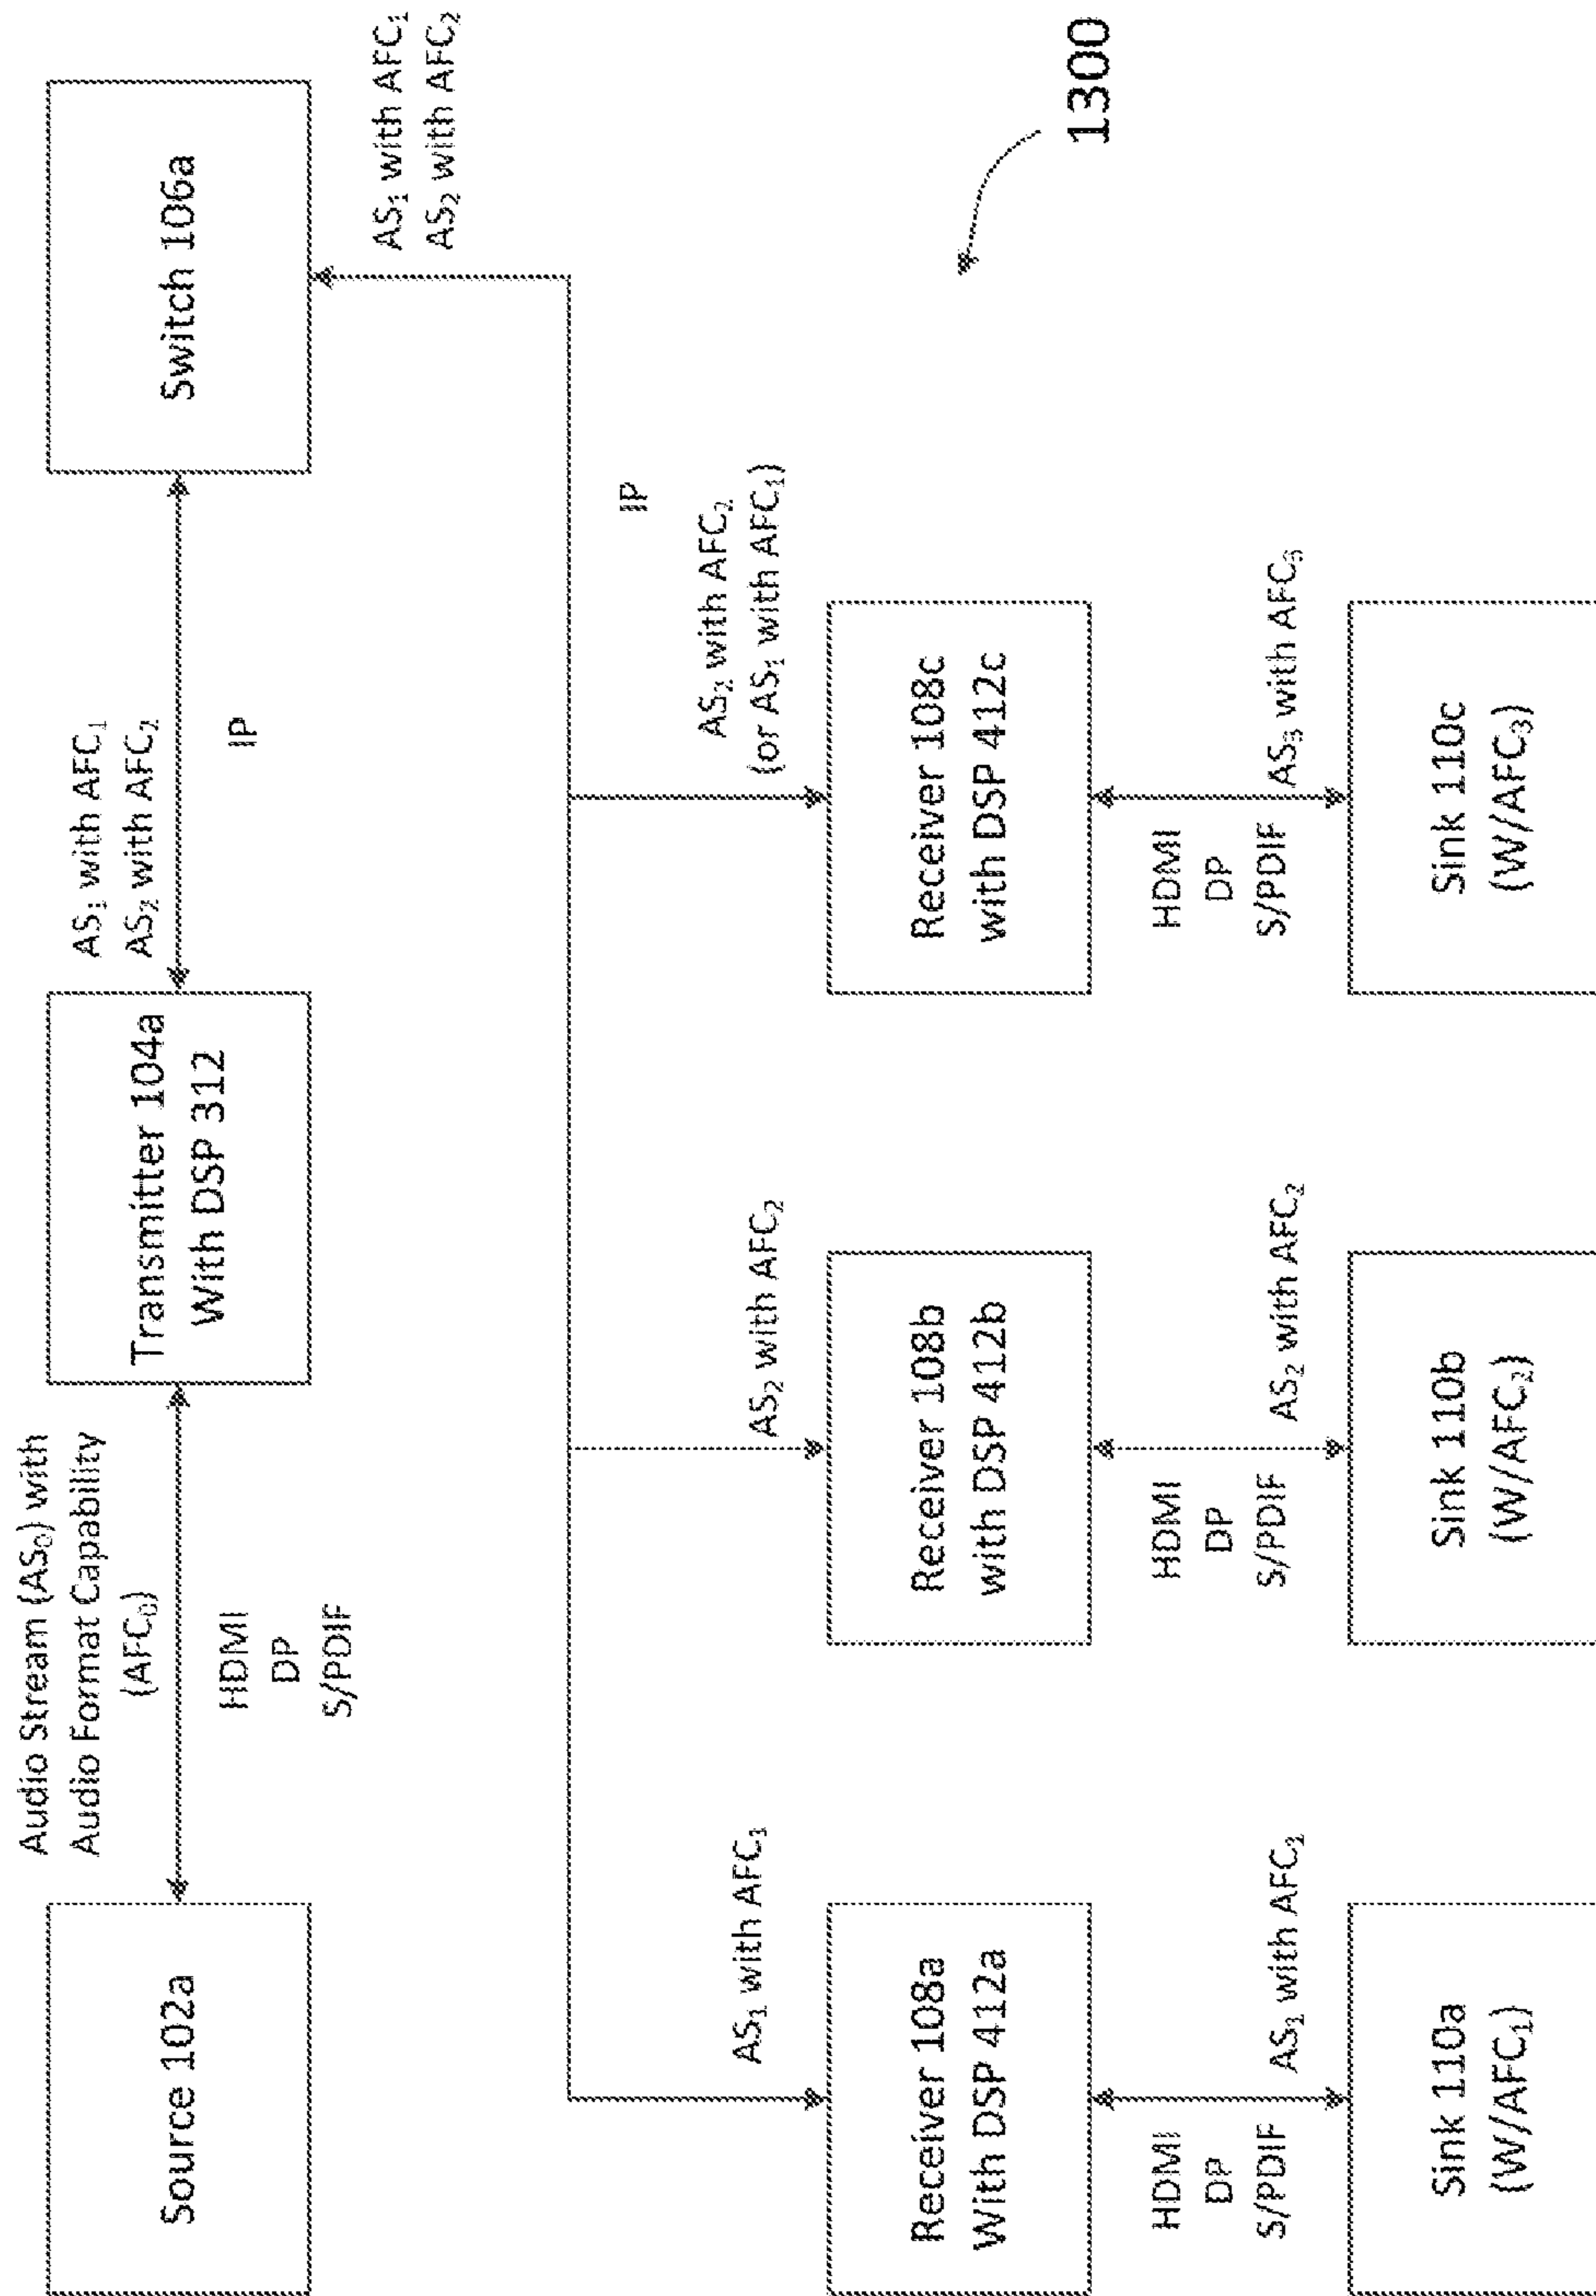 Source 102a
Audio Stream (AS₀) with
Audio Format Capability
(AFC₀)
HDMI
DP
S/PDIF
Transmitter 104a
With DSP 312
AS₁ with AFC₁
AS₂ with AFC₂
IP
Switch 106a
AS₁ with AFC₁
AS₂ with AFC₂
IP
AS₁ with AFC₁
AS₂ with AFC₂
AS₂ with AFC₂
(or AS₁ with AFC₁)
Receiver 108a
With DSP 412a
Receiver 108b
with DSP 412b
Receiver 108c
with DSP 412c
HDMI
DP
S/PDIF
AS₁ with AFC₁
HDMI
DP
S/PDIF
AS₂ with AFC₂
HDMI
DP
S/PDIF
AS₃ with AFC₃
Sink 110a
(W/AFC₁)
Sink 110b
(W/AFC₂)
Sink 110c
(W/AFC₃)
1300